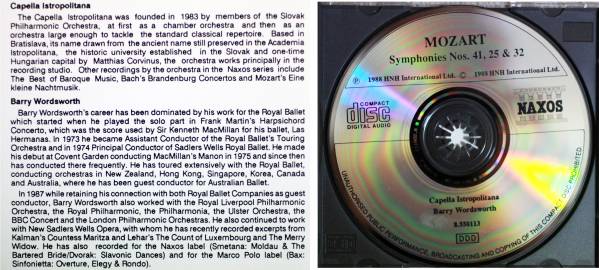 Capella Istropolitana
The Capella Istropolitana was founded in 1983 by members of the Slovak
Philharmonic Orchestra, at first as a chamber orchestra and then as an
orchestra large enough to tackle the standard classical repertoire. Based in
Bratislava, its name drawn from the ancient name still preserved in the Academia
Istropolitana, the historic university established in the Slovak and one-time
Hungarian capital by Matthias Corvinus, the orchestra works principally in the
recording studio. Other recordings by the orchestra in the Naxos series include
The Best of Baroque Music, Bach's Brandenburg Concertos and Mozart's Eine
kleine Nachtmusik.
Barry Wordsworth
Barry Wordsworth's career has been dominated by his work for the Royal Ballet
which started when he played the solo part in Frank Martin's Harpsichord
Concerto, which was the score used by Sir Kenneth MacMillan for his ballet, Las
Hermanas. In 1973 he became Assistant Conductor of the Royal Ballet's Touring
Orchestra and in 1974 Principal Conductor of Sadlers Wells Royal Ballet. He made
his debut at Covent Garden conducting MacMillan's Manon in 1975 and since then
has conducted there frequently. He has toured extensively with the Royal Ballet,
conducting orchestras in New Zealand, Hong Kong, Singapore, Korea, Canada
and Australia, where he has been guest conductor for Australian Ballet.
In 1987 while retaining his connection with both Royal Ballet Companies as guest
conductor, Barry Wordsworth also worked with the Royal Liverpool Philharmonic
Orchestra, the Royal Philharmonic, the Philharmonia, the Ulster Orchestra, the
BBC Concert and the London Philharmonic Orchestra. He also continued to work
with New Sadlers Wells Opera, with whom he has recently recorded excerpts from
Kalman's Countess Maritza and Lehar's The Count of Luxembourg and The Merry
Widow. He has also recorded for the Naxos label (Smetana: Moldau & The
Bartered Bride/Dvorak: Slavonic Dances) and for the Marco Polo label (Bax:
Sinfonietta: Overture, Elegy & Rondo).
MOZART
Symphonies Nos. 41, 25 & 32
℗ 1988 HNH International Ltd. © 1988 HNH International Ltd.
COMPACT
disc
DIGITAL AUDIO
NAXOS
Capella Istropolitana
Barry Wordsworth
8.550113
DDD
UNAUTHORISED PUBLIC PERFORMANCE, BROADCASTING AND COPYING OF THIS COMPACT DISC PROHIBITED